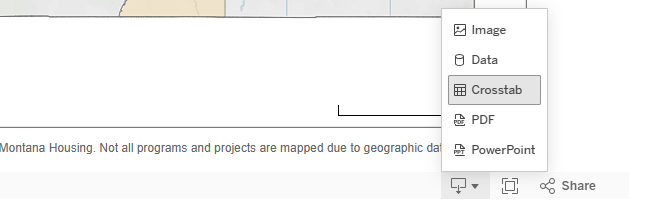 Image
Data
Crosstab
PDF
PowerPoint
Montana Housing. Not all programs and projects are mapped due to geographic dat
Share